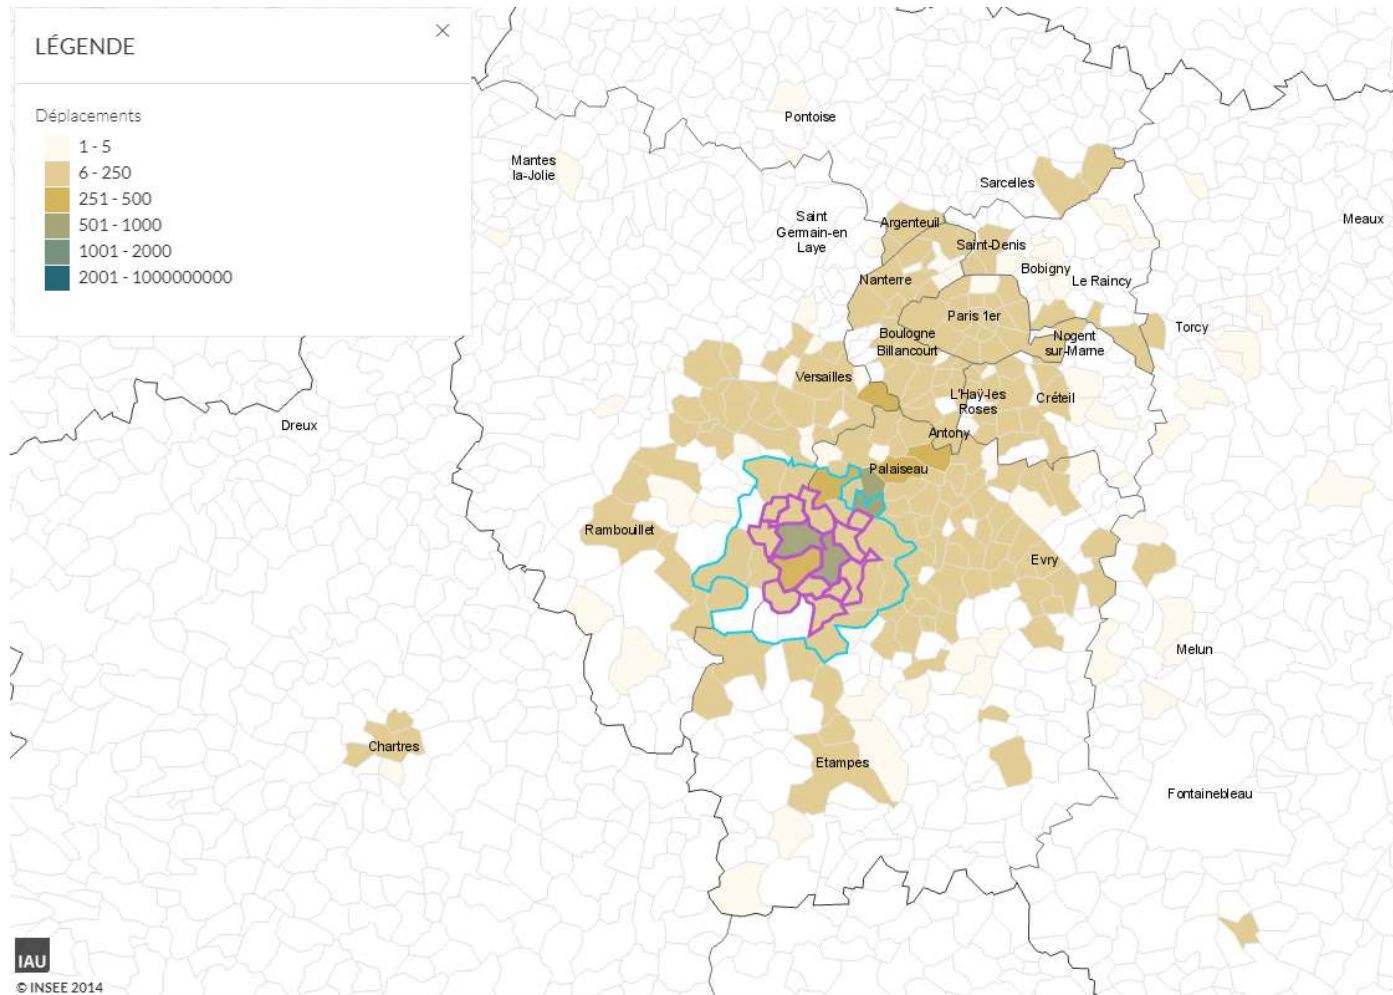 LÉGENDE
Déplacements
1 - 5
6 - 250
251 - 500
501 - 1000
1001 - 2000
2001 - 1000000000
Pontoise
Mantes
la-Jolie
Sarcelles
Saint
Germain-en
Laye
Argenteuil
Meaux
Saint-Denis
Bobigny
Nanterre
Le Raincy
Paris 1er
Torcy
Boulogne
Billancourt
Nogent
sur-Marne
Versailles
L'Haÿ-les
Roses
Créteil
Dreux
Antony
Palaiseau
Rambouillet
Evry
Melun
Chartres
Etampes
Fontainebleau
IAU
© INSEE 2014